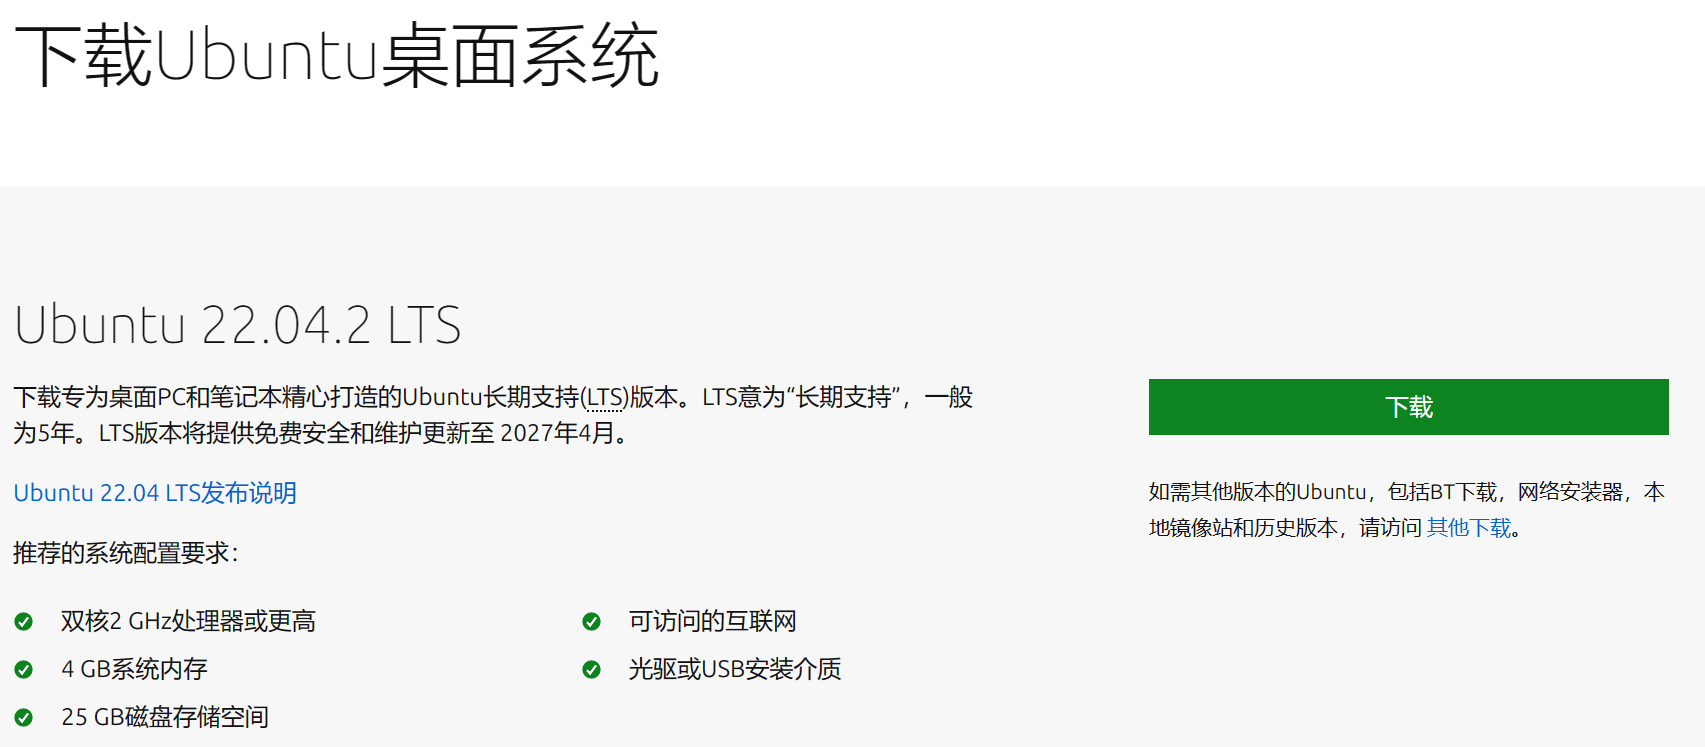 下载Ubuntu桌面系统
Ubuntu 22.04.2 LTS
下载专为桌面PC和笔记本精心打造的Ubuntu长期支持(LTS)版本。LTS意为“长期支持”，一般
为5年。LTS版本将提供免费安全和维护更新至 2027年4月。
Ubuntu 22.04 LTS发布说明
推荐的系统配置要求：
双核2 GHz处理器或更高
4 GB系统内存
25 GB磁盘存储空间
可访问的互联网
光驱或USB安装介质
下载
如需其他版本的Ubuntu，包括BT下载，网络安装器，本
地镜像站和历史版本，请访问 其他下载。